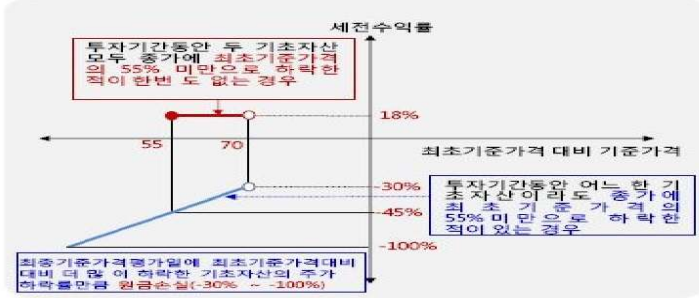 세전수익률
투자기간동안 두 기초자산
모두 종가에 최초기준가격
의 55% 미만으로 하락한
적이 한번 도 없는 경우
18%
55
70
최초기준가격 대비 기준가격
-30%
투자기간동안 어느 한 기
초자산이라도 종가에
최초기준가격의
55%미만으로 하락한
적이 있는 경우
-45%
-100%
최종기준가격평가일에 최초기준가격대비
대비 더 많이 하락한 기초자산의 주가
하락률만큼 원금손실(-30% ~ -100%)